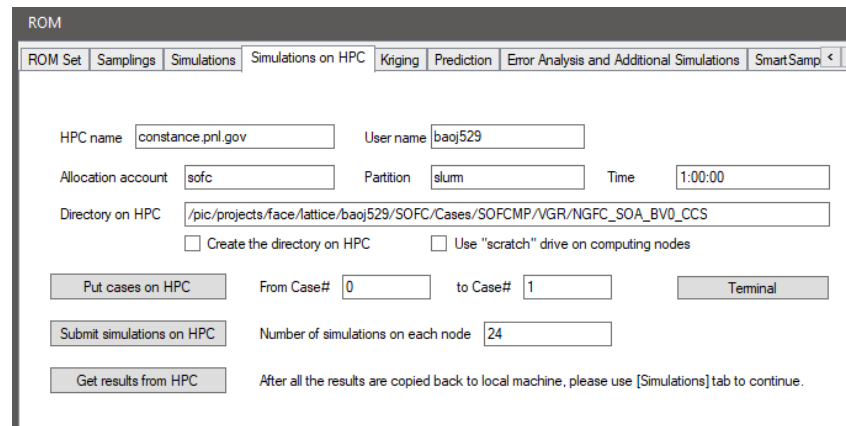 ROM
ROM Set Samplings Simulations Simulations on HPC Kriging Prediction Error Analysis and Additional Simulations SmartSamp <
HPC name constance.pnl.gov User name baoj529
Allocation account sofc Partition slurm Time 1:00:00
Directory on HPC /pic/projects/face/lattice/baoj529/SOFC/Cases/SOFCMP/VGR/NGFC_SOA_BV0_CCS
Create the directory on HPC Use "scratch" drive on computing nodes
Put cases on HPC From Case# 0 to Case# 1 Terminal
Submit simulations on HPC Number of simulations on each node 24
Get results from HPC After all the results are copied back to local machine, please use [Simulations] tab to continue.